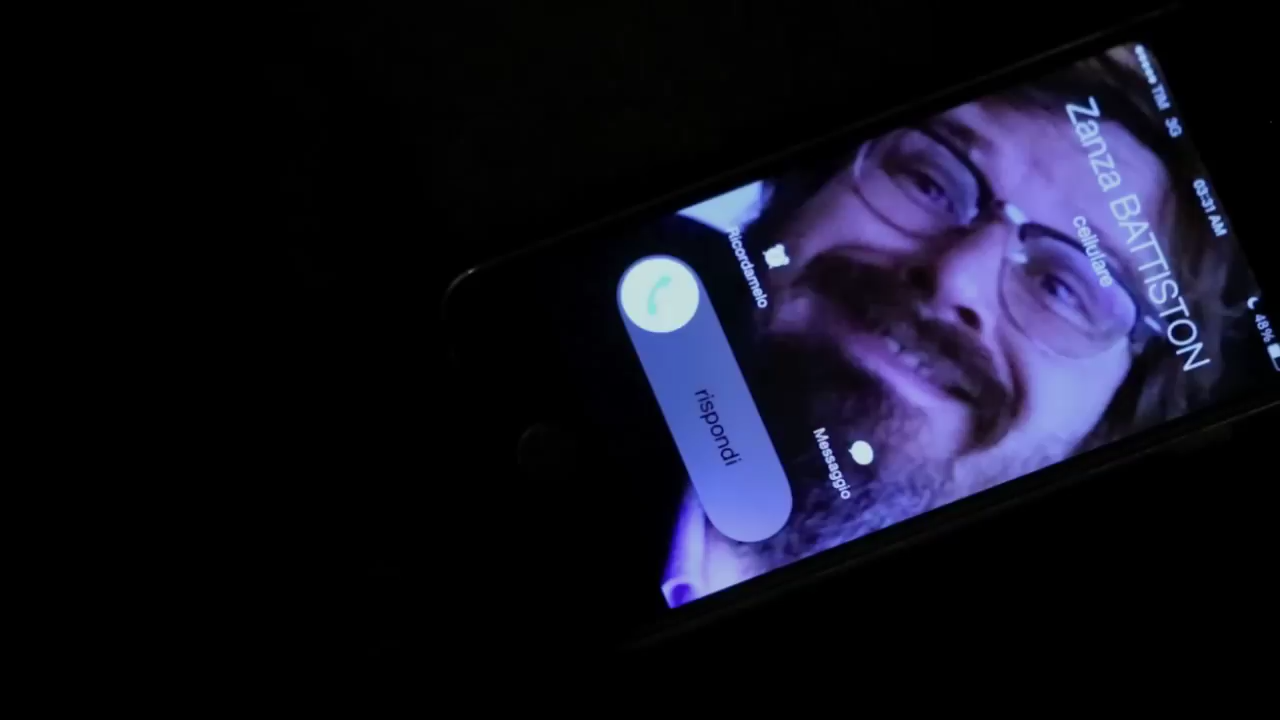 TIM 3G 03:31 AM 48%
Zanza BATTISTON
cellulare
Ricordamelo Messaggio
rispondi